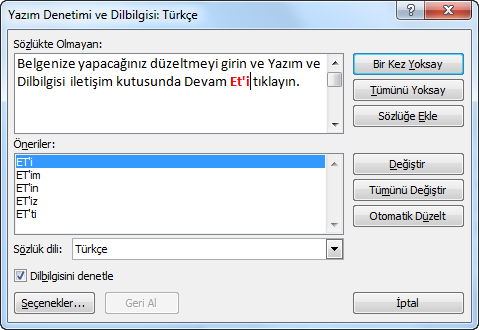 Yazım Denetimi ve Dilbilgisi: Türkçe
Sözlükte Olmayan:
Belgenize yapacağınız düzeltmeyi girin ve Yazım ve
Dilbilgisi iletişim kutusunda Devam Et'i tıklayın.
Bir Kez Yoksay
Tümünü Yoksay
Sözlüğe Ekle
Öneriler:
ET'i
ET'im
ET'in
ET'iz
ET'ti
Değiştir
Tümünü Değiştir
Otomatik Düzelt
Sözlük dili: Türkçe
Dilbilgisini denetle
Seçenekler... Geri Al İptal